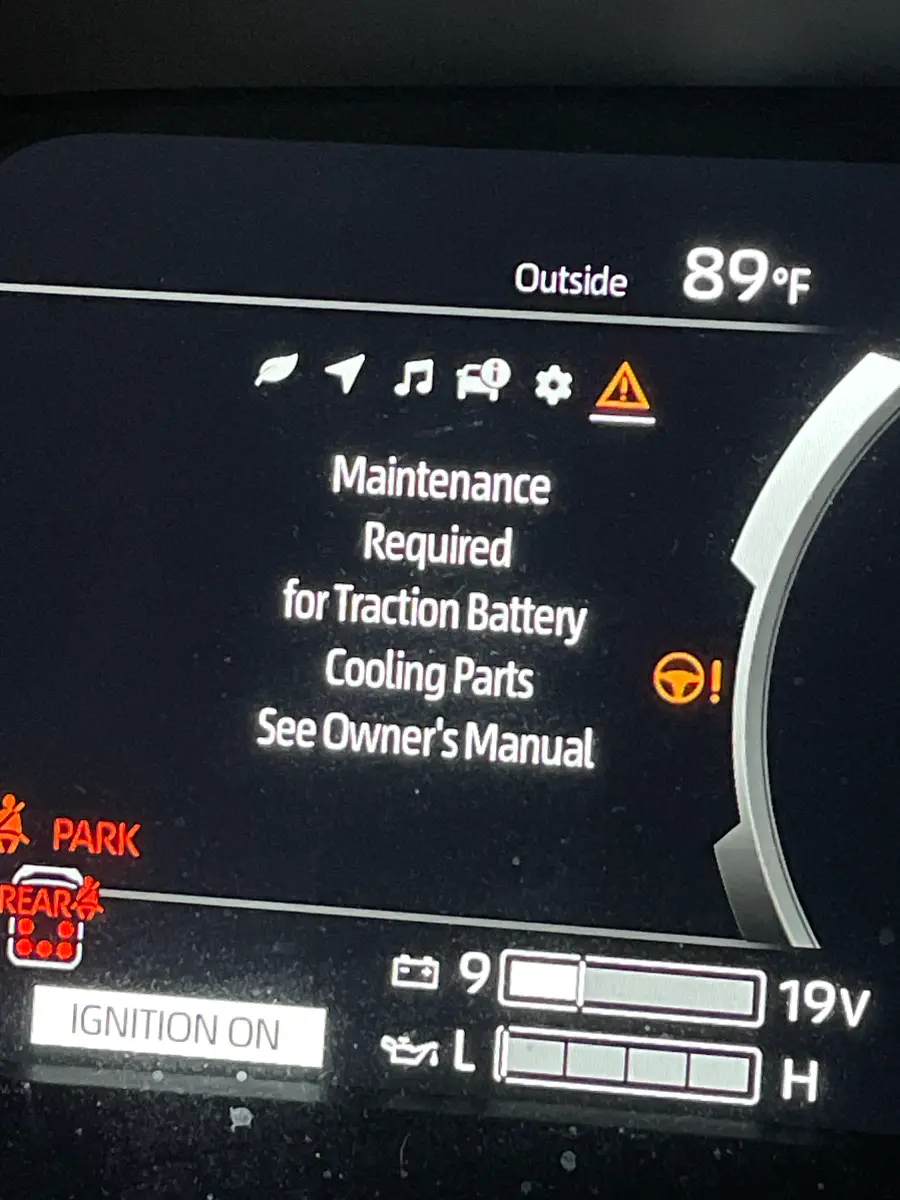 Outside 89°F
Maintenance
Required
for Traction Battery
Cooling Parts
See Owner's Manual
!
PARK
REAR
9 19V
IGNITION ON
L H